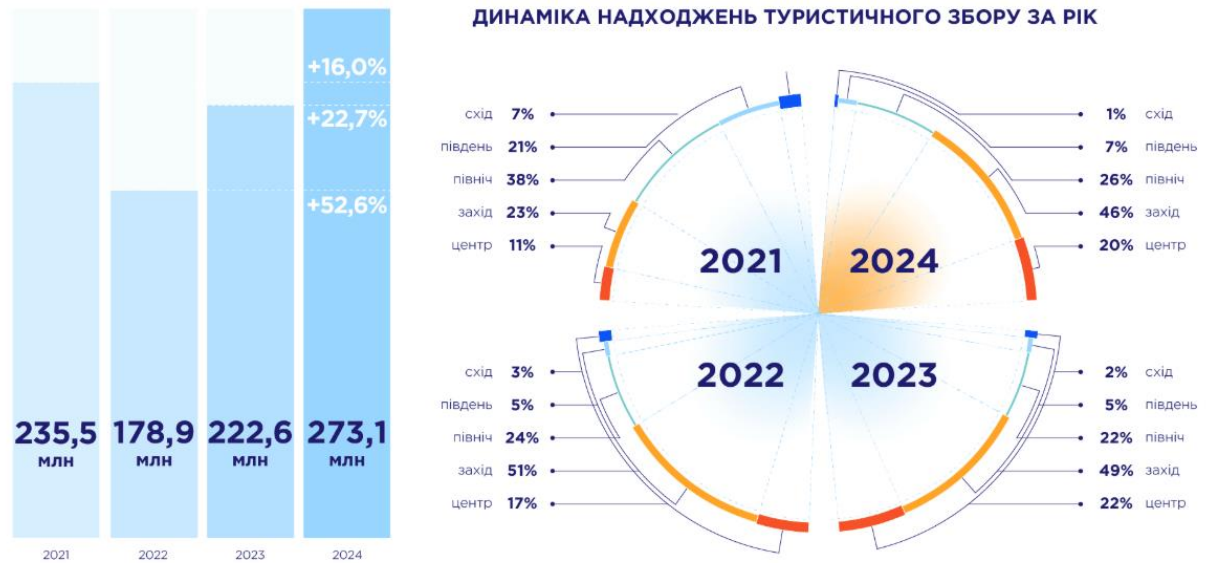 ДИНАМІКА НАДХОДЖЕНЬ ТУРИСТИЧНОГО ЗБОРУ ЗА РІК
+16,0%
+22,7%
+52,6%
235,5 млн
178,9 млн
222,6 млн
273,1 млн
2021
2022
2023
2024
2021
схід 7%
південь 21%
північ 38%
захід 23%
центр 11%
2024
1% схід
7% південь
26% північ
46% захід
20% центр
2022
схід 3%
південь 5%
північ 24%
захід 51%
центр 17%
2023
2% схід
5% південь
22% північ
49% захід
22% центр